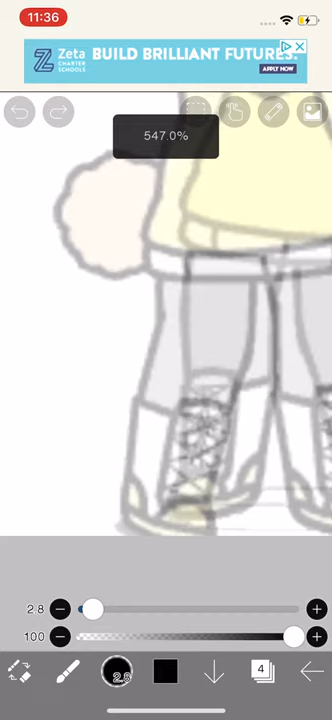 11:36
Zeta
CHARTER
SCHOOLS
BUILD BRILLIANT FUTURES.
APPLY NOW
547.0%
2.8
100
2.8
4